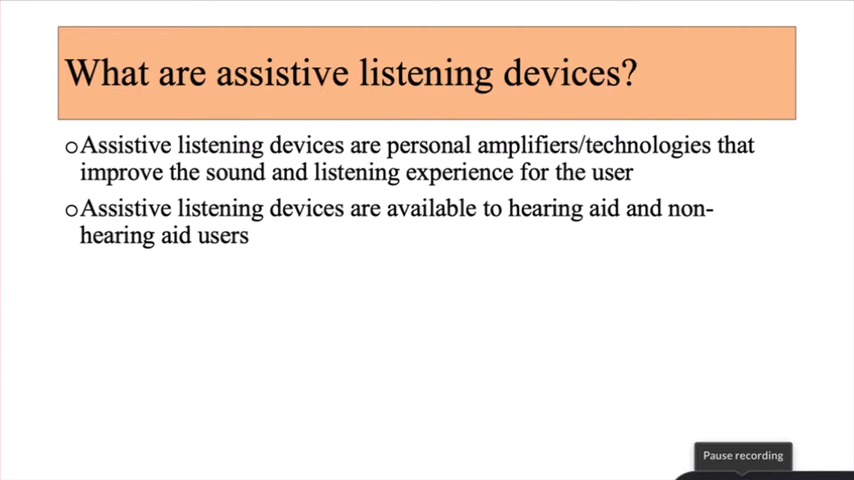 What are assistive listening devices?
oAssistive listening devices are personal amplifiers/technologies that
improve the sound and listening experience for the user
oAssistive listening devices are available to hearing aid and non-
hearing aid users
Pause recording